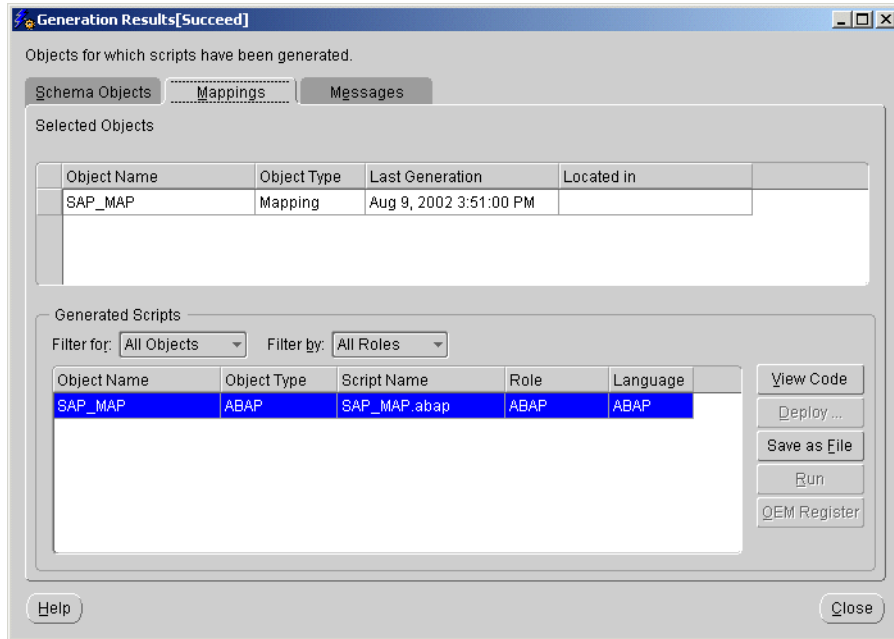 Generation Results[Succeed]
Objects for which scripts have been generated.
Schema Objects Mappings Messages
Selected Objects
Object Name Object Type Last Generation Located in
SAP_MAP Mapping Aug 9, 2002 3:51:00 PM
Generated Scripts
Filter for: All Objects Filter by: All Roles
Object Name Object Type Script Name Role Language
SAP_MAP ABAP SAP_MAP.abap ABAP ABAP
View Code
Deploy ...
Save as File
Run
OEM Register
Help Close